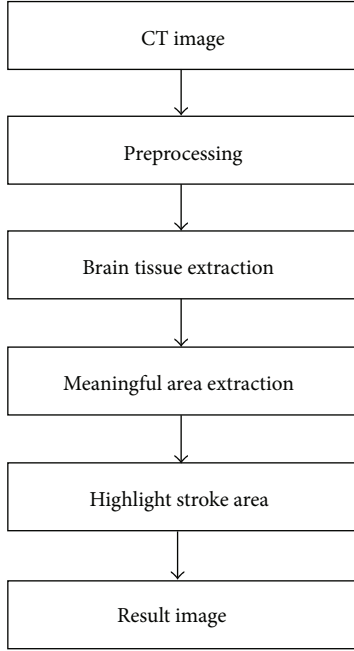 CT image
Preprocessing
Brain tissue extraction
Meaningful area extraction
Highlight stroke area
Result image